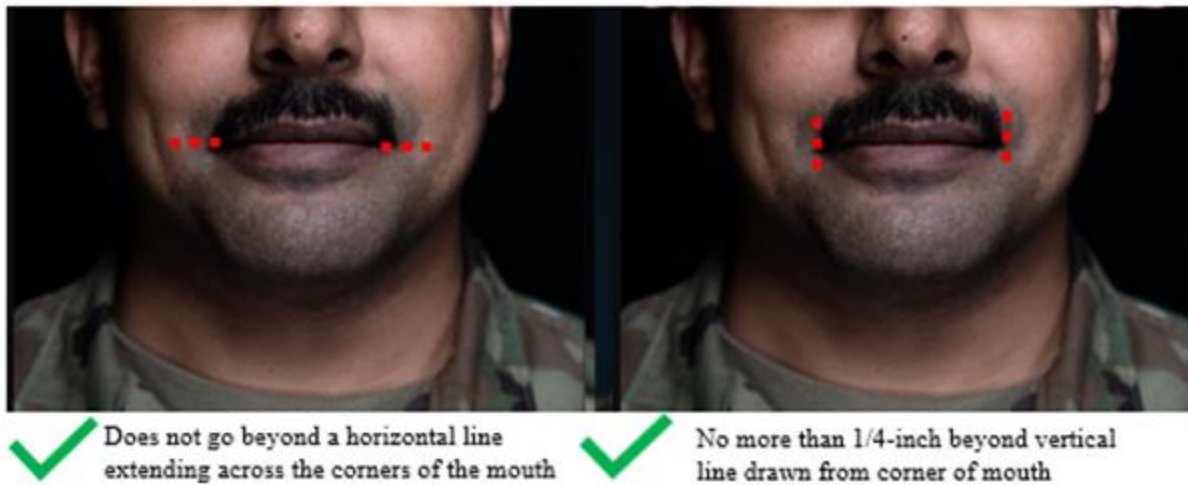 Does not go beyond a horizontal line
extending across the corners of the mouth
No more than 1/4-inch beyond vertical
line drawn from corner of mouth